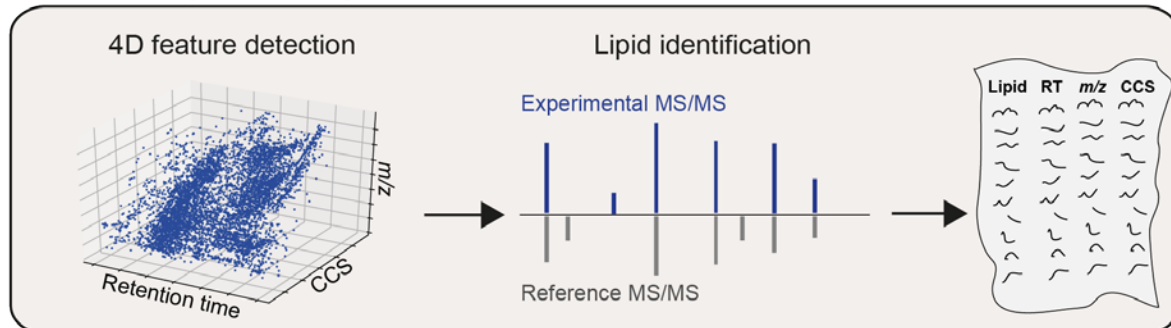 4D feature detection
Lipid identification
Experimental MS/MS
Reference MS/MS
m/z
CCS
Retention time
Lipid RT m/z CCS